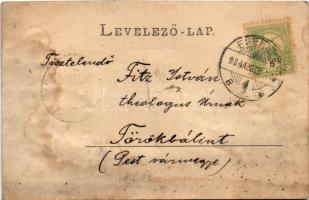 LEVELEZŐ-LAP.
Tisztelendő
Fitz István
theologus Úrnak
Törökbálint
(Pest vármegye)